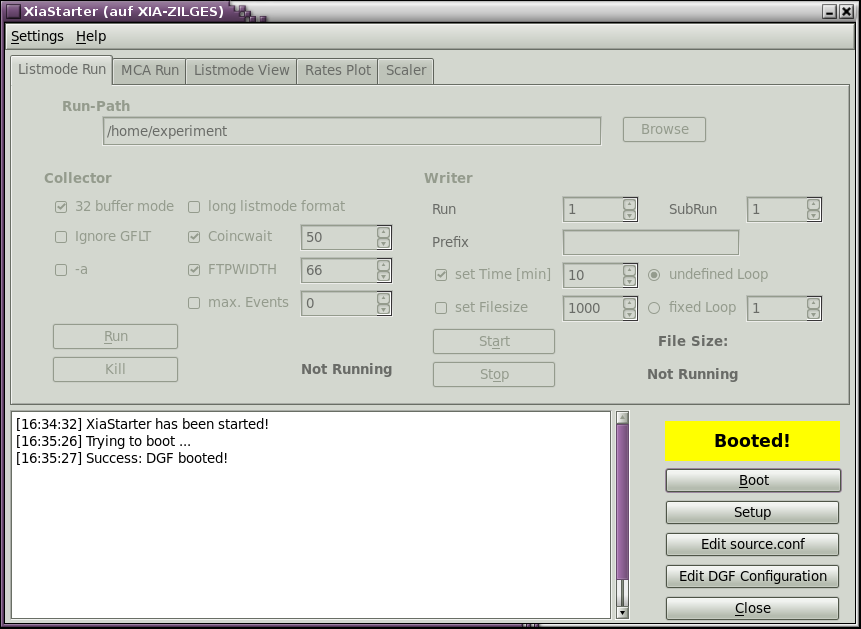 XiaStarter (auf XIA-ZILGES)
Settings Help
Listmode Run MCA Run Listmode View Rates Plot Scaler
Run-Path
/home/experiment Browse
Collector
32 buffer mode long listmode format
Ignore GFLT Coincwait 50
-a FTPWIDTH 66
max. Events 0
Run
Kill Not Running
Writer
Run 1 SubRun 1
Prefix
set Time [min] 10 undefined Loop
set Filesize 1000 fixed Loop 1
Start File Size:
Stop Not Running
[16:34:32] XiaStarter has been started!
[16:35:26] Trying to boot ...
[16:35:27] Success: DGF booted!
Booted!
Boot
Setup
Edit source.conf
Edit DGF Configuration
Close